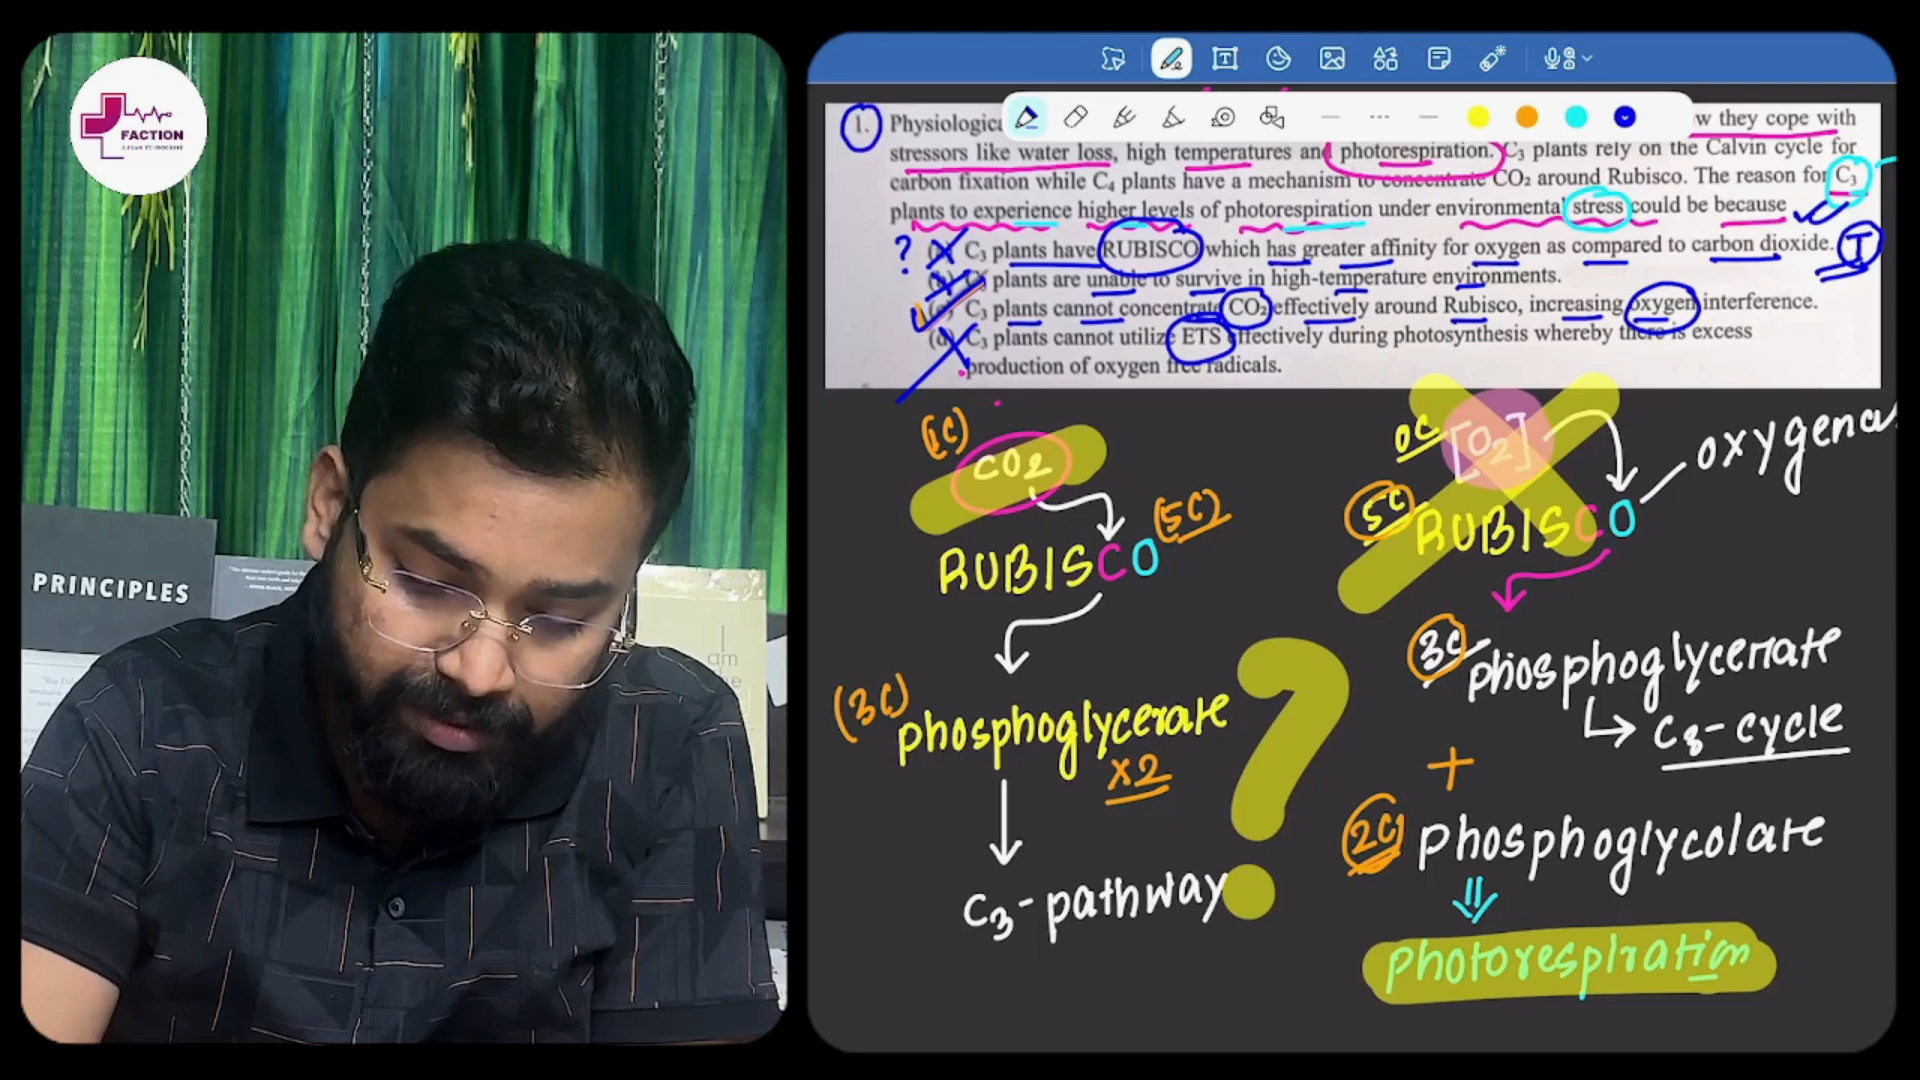 FACTION
PRINCIPLES
I
am
1. Physiologica w they cope with
stressors like water loss, high temperatures and photorespiration. C₃ plants rely on the Calvin cycle for
carbon fixation while C₄ plants have a mechanism to concentrate CO₂ around Rubisco. The reason for C₃
plants to experience higher levels of photorespiration under environmental stress could be because
? C₃ plants have RUBISCO which has greater affinity for oxygen as compared to carbon dioxide. I
plants are unable to survive in high-temperature environments.
C₃ plants cannot concentrate CO₂ effectively around Rubisco, increasing oxygen interference.
(d) C₃ plants cannot utilize ETS effectively during photosynthesis whereby there is excess
production of oxygen free radicals.
(1C)
CO₂
(5C)
RUBISCO
(3C)
phosphoglycerate
x2
C₃-pathway
?
0C [O₂]
oxygena
5C RUBISCO
3C phosphoglycerate
C₃-cycle
+
2C phosphoglycolate
photorespiration